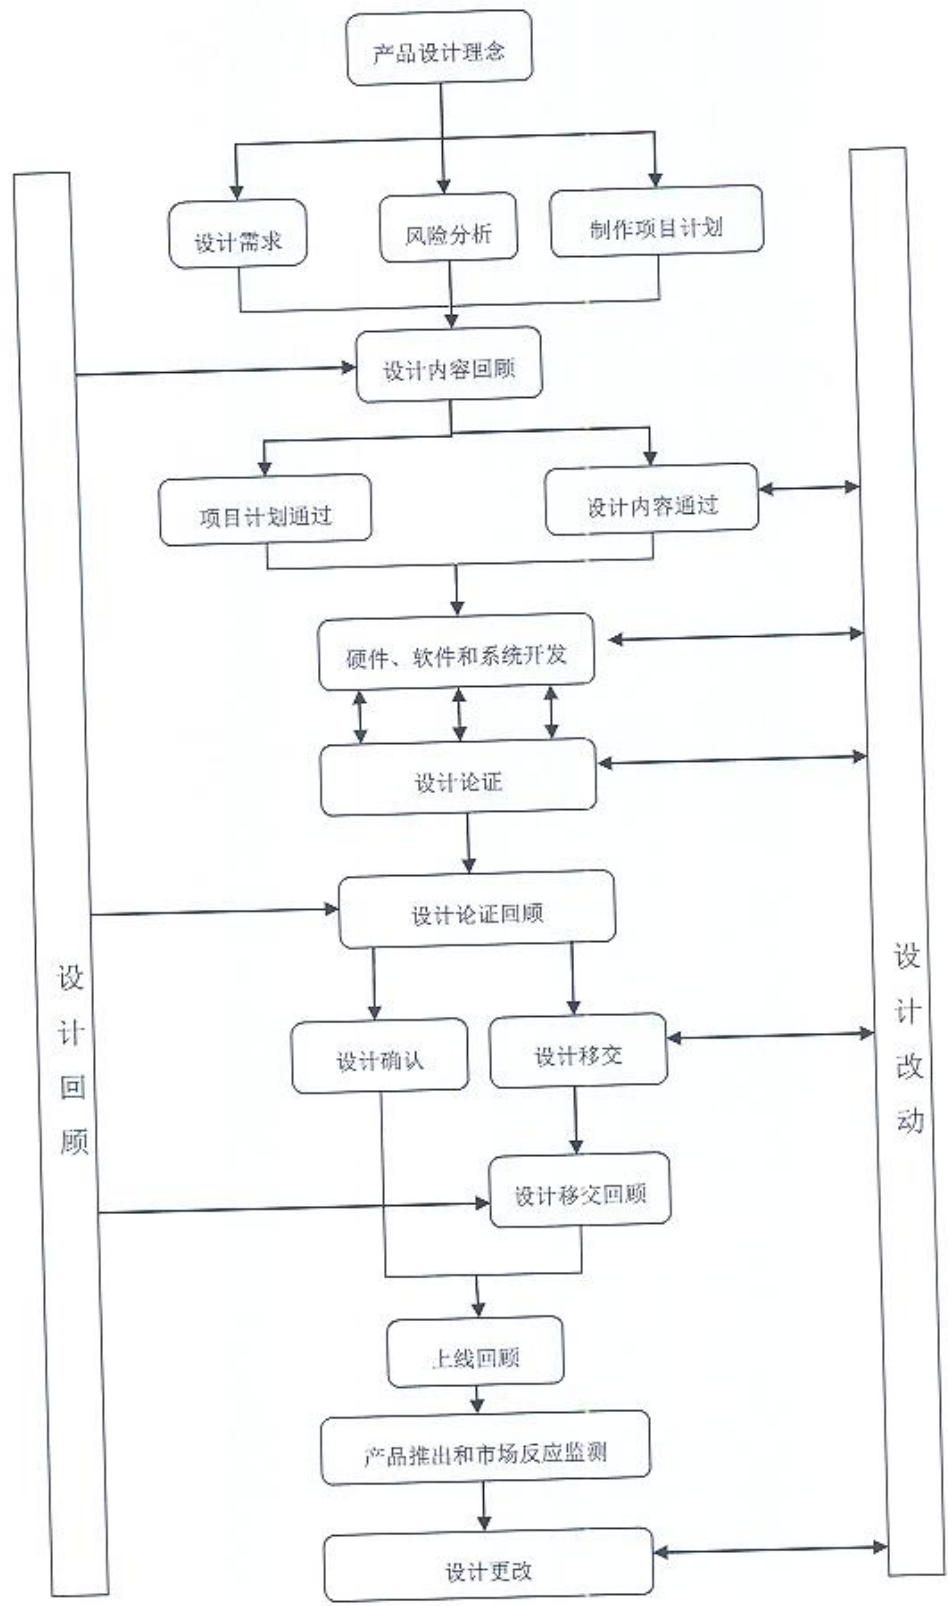 产品设计理念
设计需求
风险分析
制作项目计划
设计内容回顾
项目计划通过
设计内容通过
硬件、软件和系统开发
设计论证
设计论证回顾
设计确认
设计移交
设计移交回顾
上线回顾
产品推出和市场反应监测
设计更改
设计回顾
设计改动